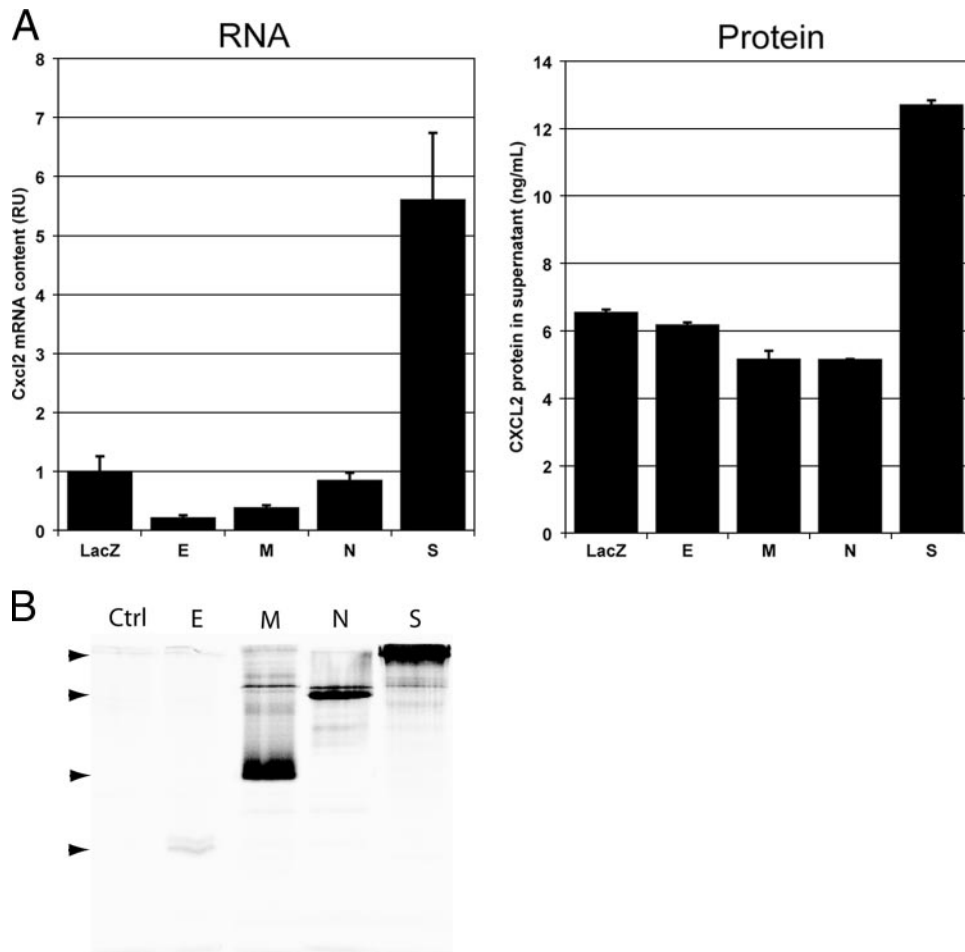 A
RNA
Cxcl2 mRNA content (RU)
8
7
6
5
4
3
2
1
0
LacZ E M N S
Protein
CXCL2 protein in supernatant (ng/mL)
14
12
10
8
6
4
2
0
LacZ E M N S
B
Ctrl E M N S